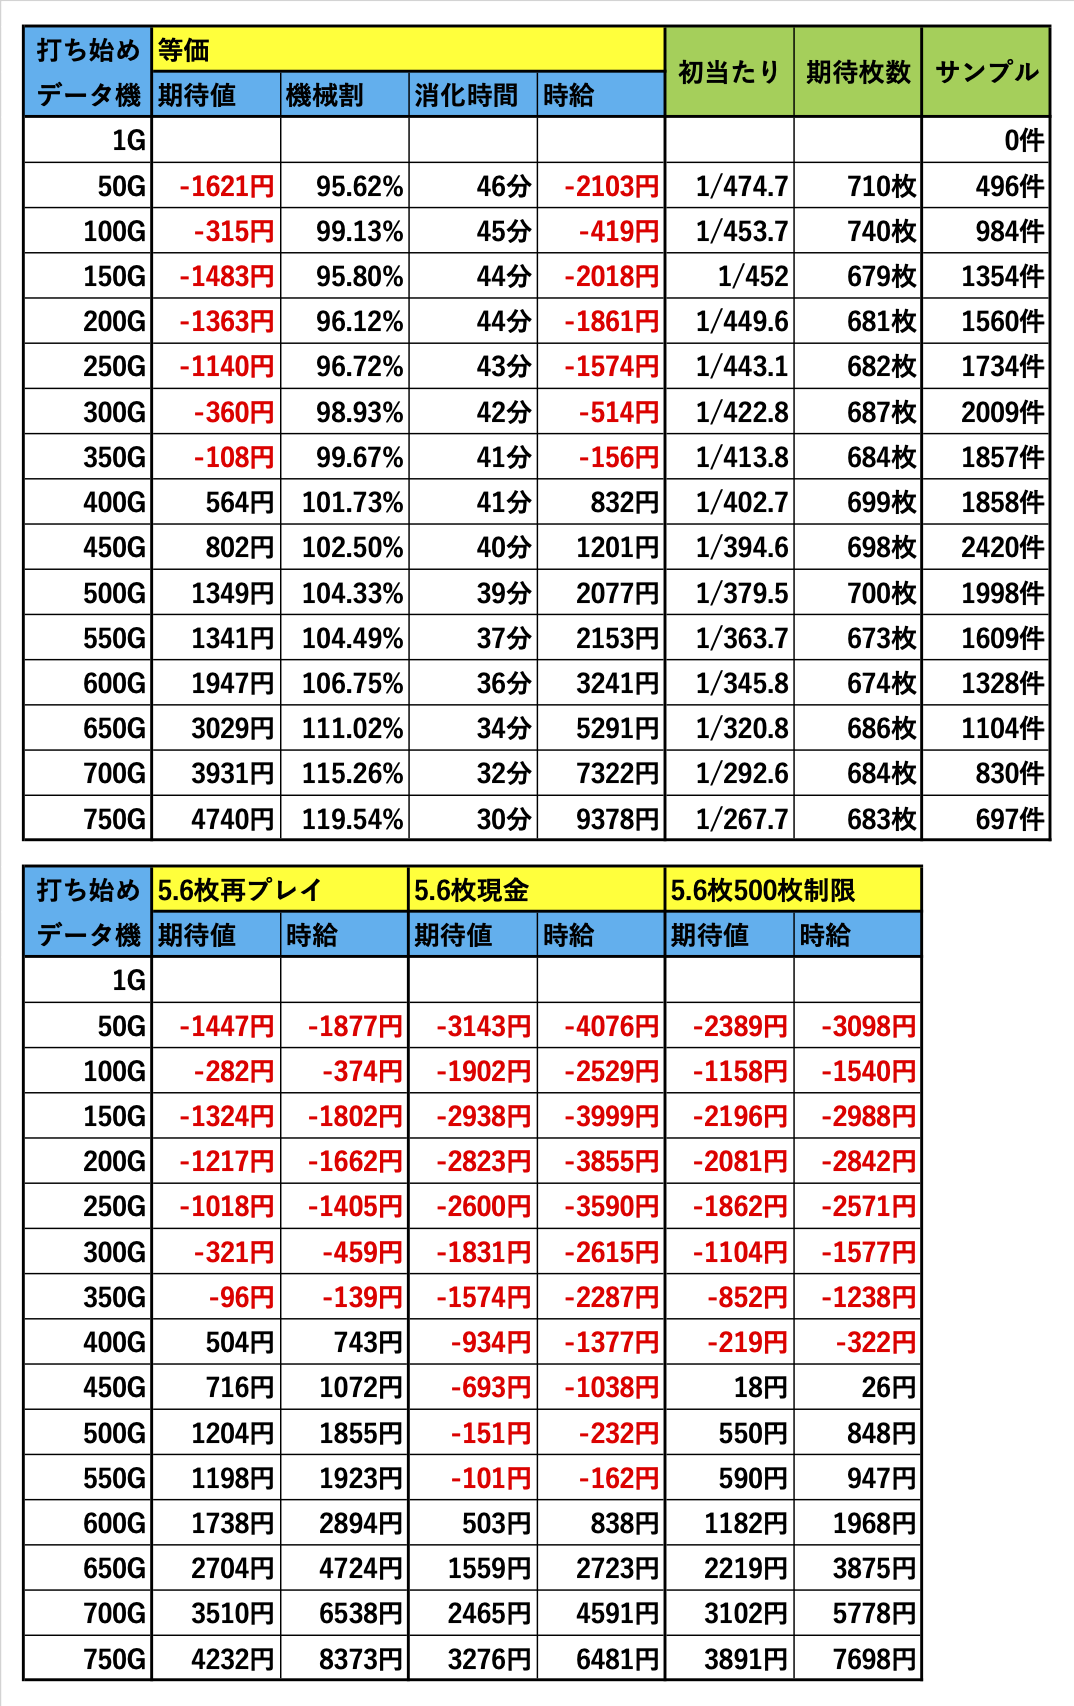 打ち始め 等価 初当たり 期待枚数 サンプル
データ機 期待値 機械割 消化時間 時給
1G 0件
50G -1621円 95.62% 46分 -2103円 1/474.7 710枚 496件
100G -315円 99.13% 45分 -419円 1/453.7 740枚 984件
150G -1483円 95.80% 44分 -2018円 1/452 679枚 1354件
200G -1363円 96.12% 44分 -1861円 1/449.6 681枚 1560件
250G -1140円 96.72% 43分 -1574円 1/443.1 682枚 1734件
300G -360円 98.93% 42分 -514円 1/422.8 687枚 2009件
350G -108円 99.67% 41分 -156円 1/413.8 684枚 1857件
400G 564円 101.73% 41分 832円 1/402.7 699枚 1858件
450G 802円 102.50% 40分 1201円 1/394.6 698枚 2420件
500G 1349円 104.33% 39分 2077円 1/379.5 700枚 1998件
550G 1341円 104.49% 37分 2153円 1/363.7 673枚 1609件
600G 1947円 106.75% 36分 3241円 1/345.8 674枚 1328件
650G 3029円 111.02% 34分 5291円 1/320.8 686枚 1104件
700G 3931円 115.26% 32分 7322円 1/292.6 684枚 830件
750G 4740円 119.54% 30分 9378円 1/267.7 683枚 697件
打ち始め 5.6枚再プレイ 5.6枚現金 5.6枚500枚制限
データ機 期待値 時給 期待値 時給 期待値 時給
1G
50G -1447円 -1877円 -3143円 -4076円 -2389円 -3098円
100G -282円 -374円 -1902円 -2529円 -1158円 -1540円
150G -1324円 -1802円 -2938円 -3999円 -2196円 -2988円
200G -1217円 -1662円 -2823円 -3855円 -2081円 -2842円
250G -1018円 -1405円 -2600円 -3590円 -1862円 -2571円
300G -321円 -459円 -1831円 -2615円 -1104円 -1577円
350G -96円 -139円 -1574円 -2287円 -852円 -1238円
400G 504円 743円 -934円 -1377円 -219円 -322円
450G 716円 1072円 -693円 -1038円 18円 26円
500G 1204円 1855円 -151円 -232円 550円 848円
550G 1198円 1923円 -101円 -162円 590円 947円
600G 1738円 2894円 503円 838円 1182円 1968円
650G 2704円 4724円 1559円 2723円 2219円 3875円
700G 3510円 6538円 2465円 4591円 3102円 5778円
750G 4232円 8373円 3276円 6481円 3891円 7698円